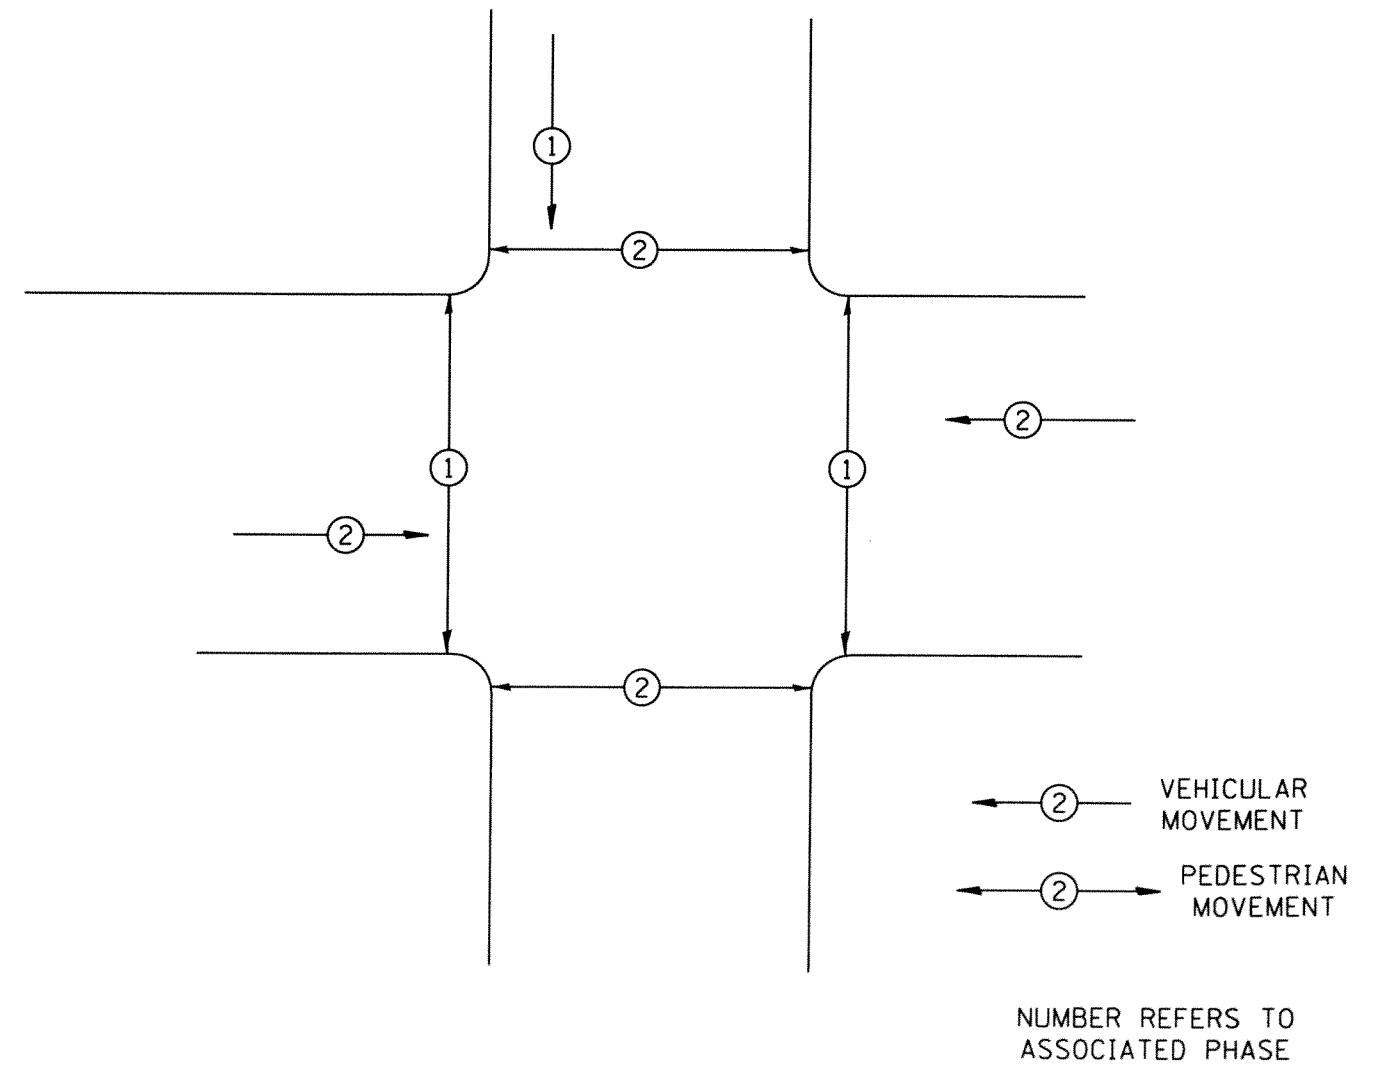 1
2
2
1
1
2
2
2 VEHICULAR
MOVEMENT
2 PEDESTRIAN
MOVEMENT
NUMBER REFERS TO
ASSOCIATED PHASE